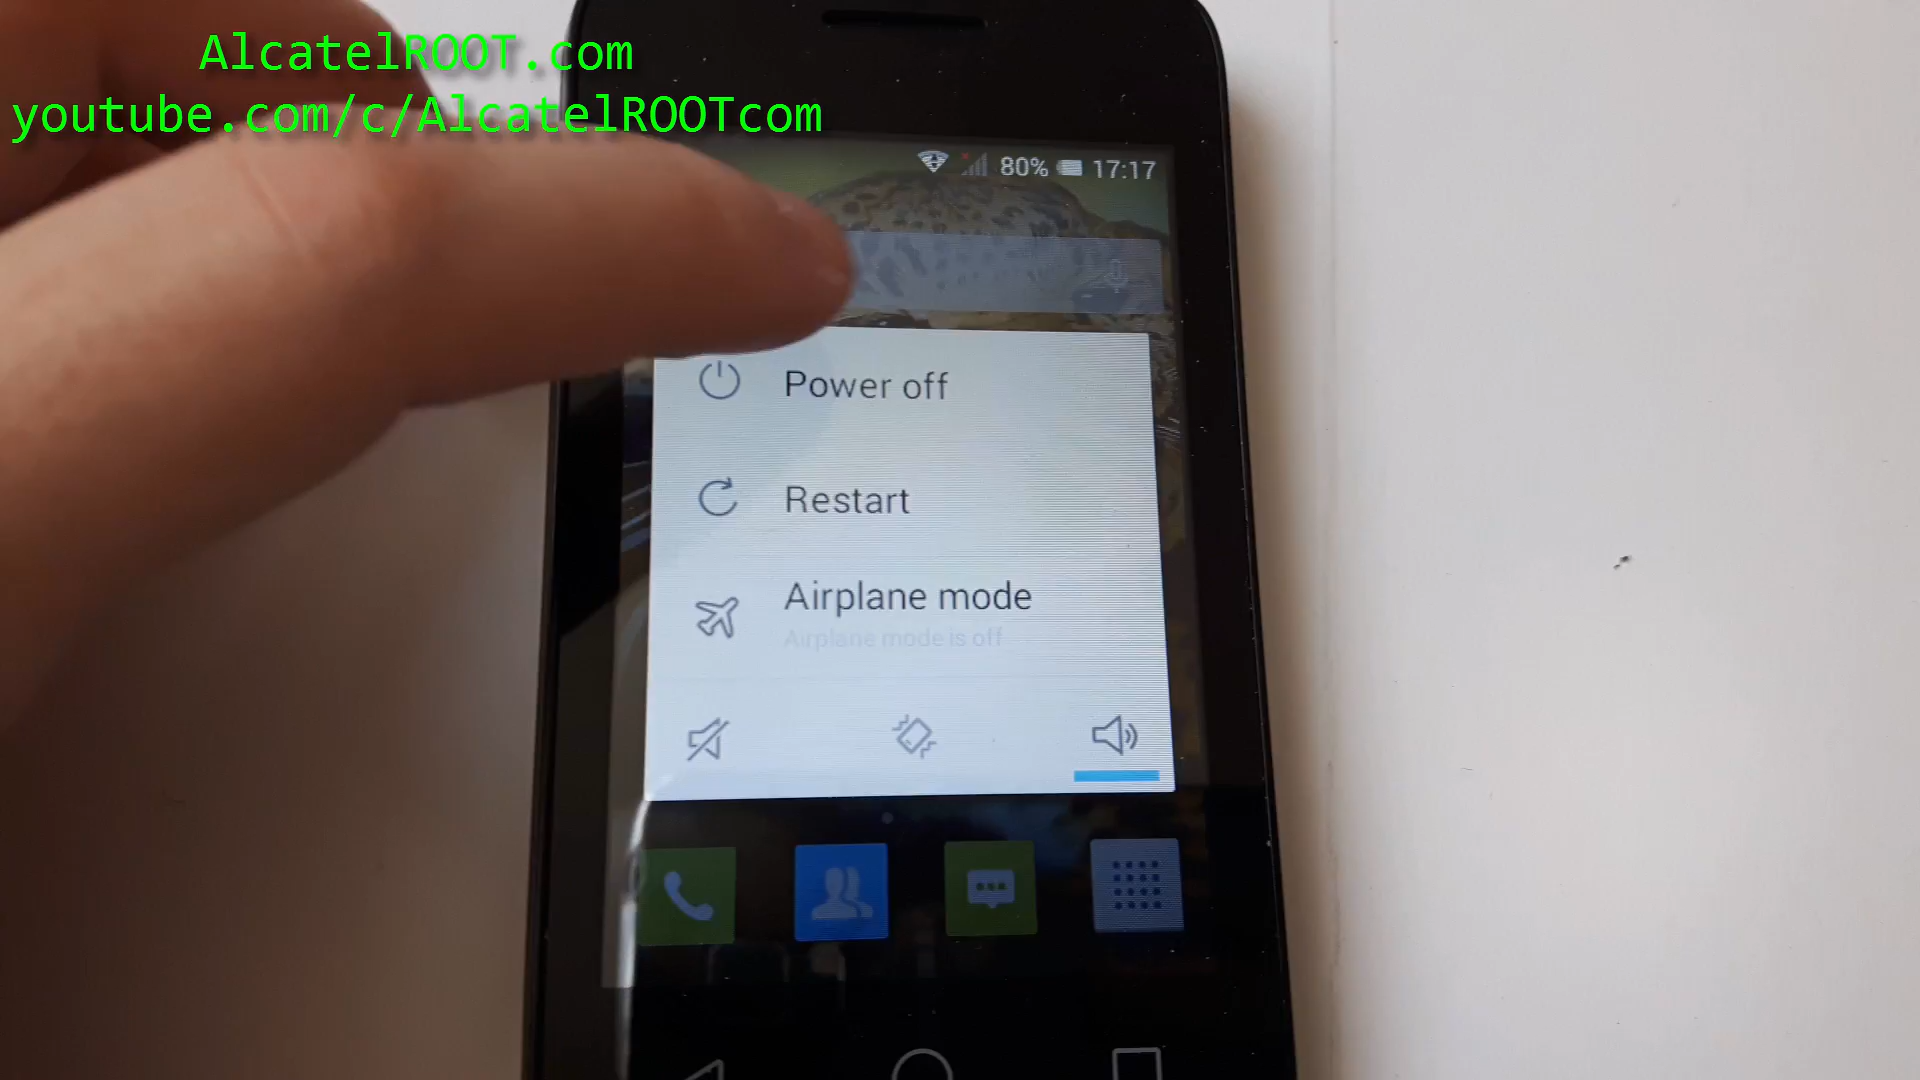 AlcatelROOT.com
youtube.com/c/AlcatelROOTcom
80% 17:17
Power off
Restart
Airplane mode
Airplane mode is off